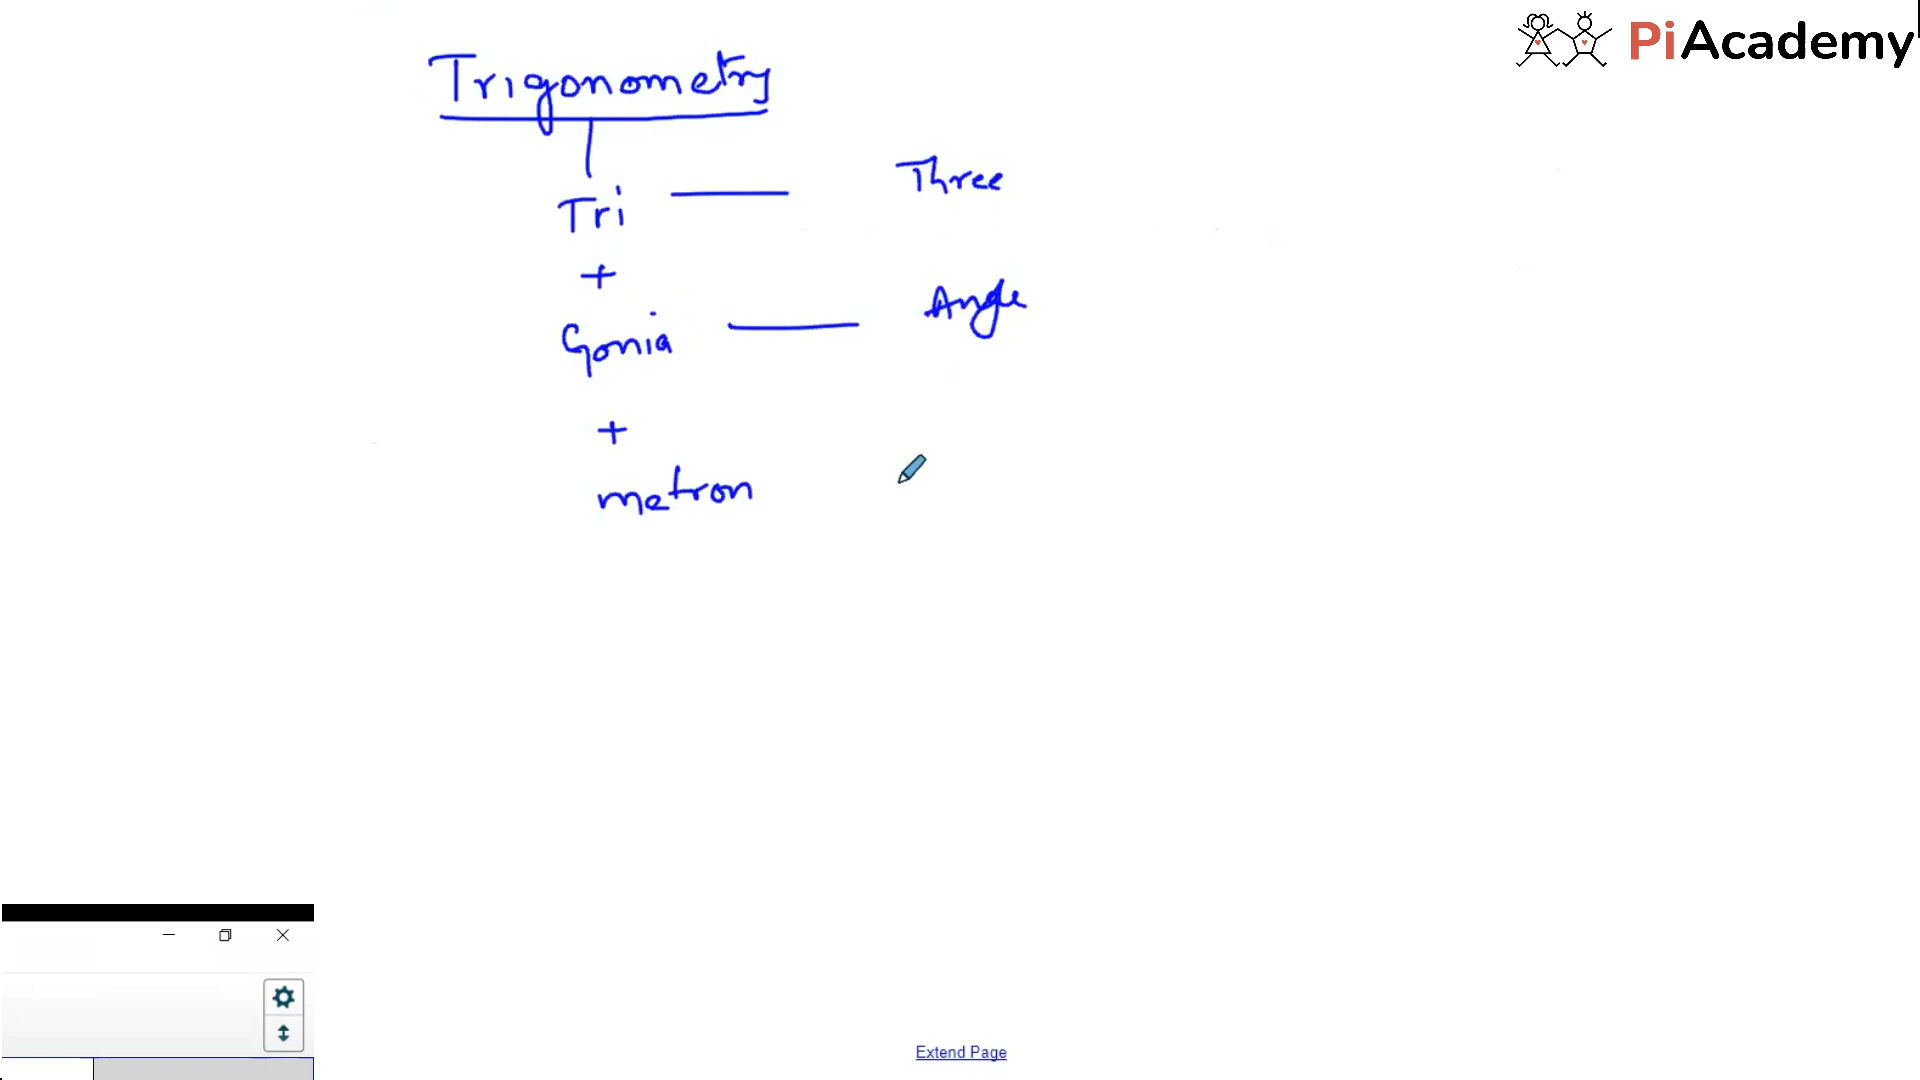 PiAcademy
Trigonometry
Tri Three
+
Gonia Angle
+
metron
Extend Page